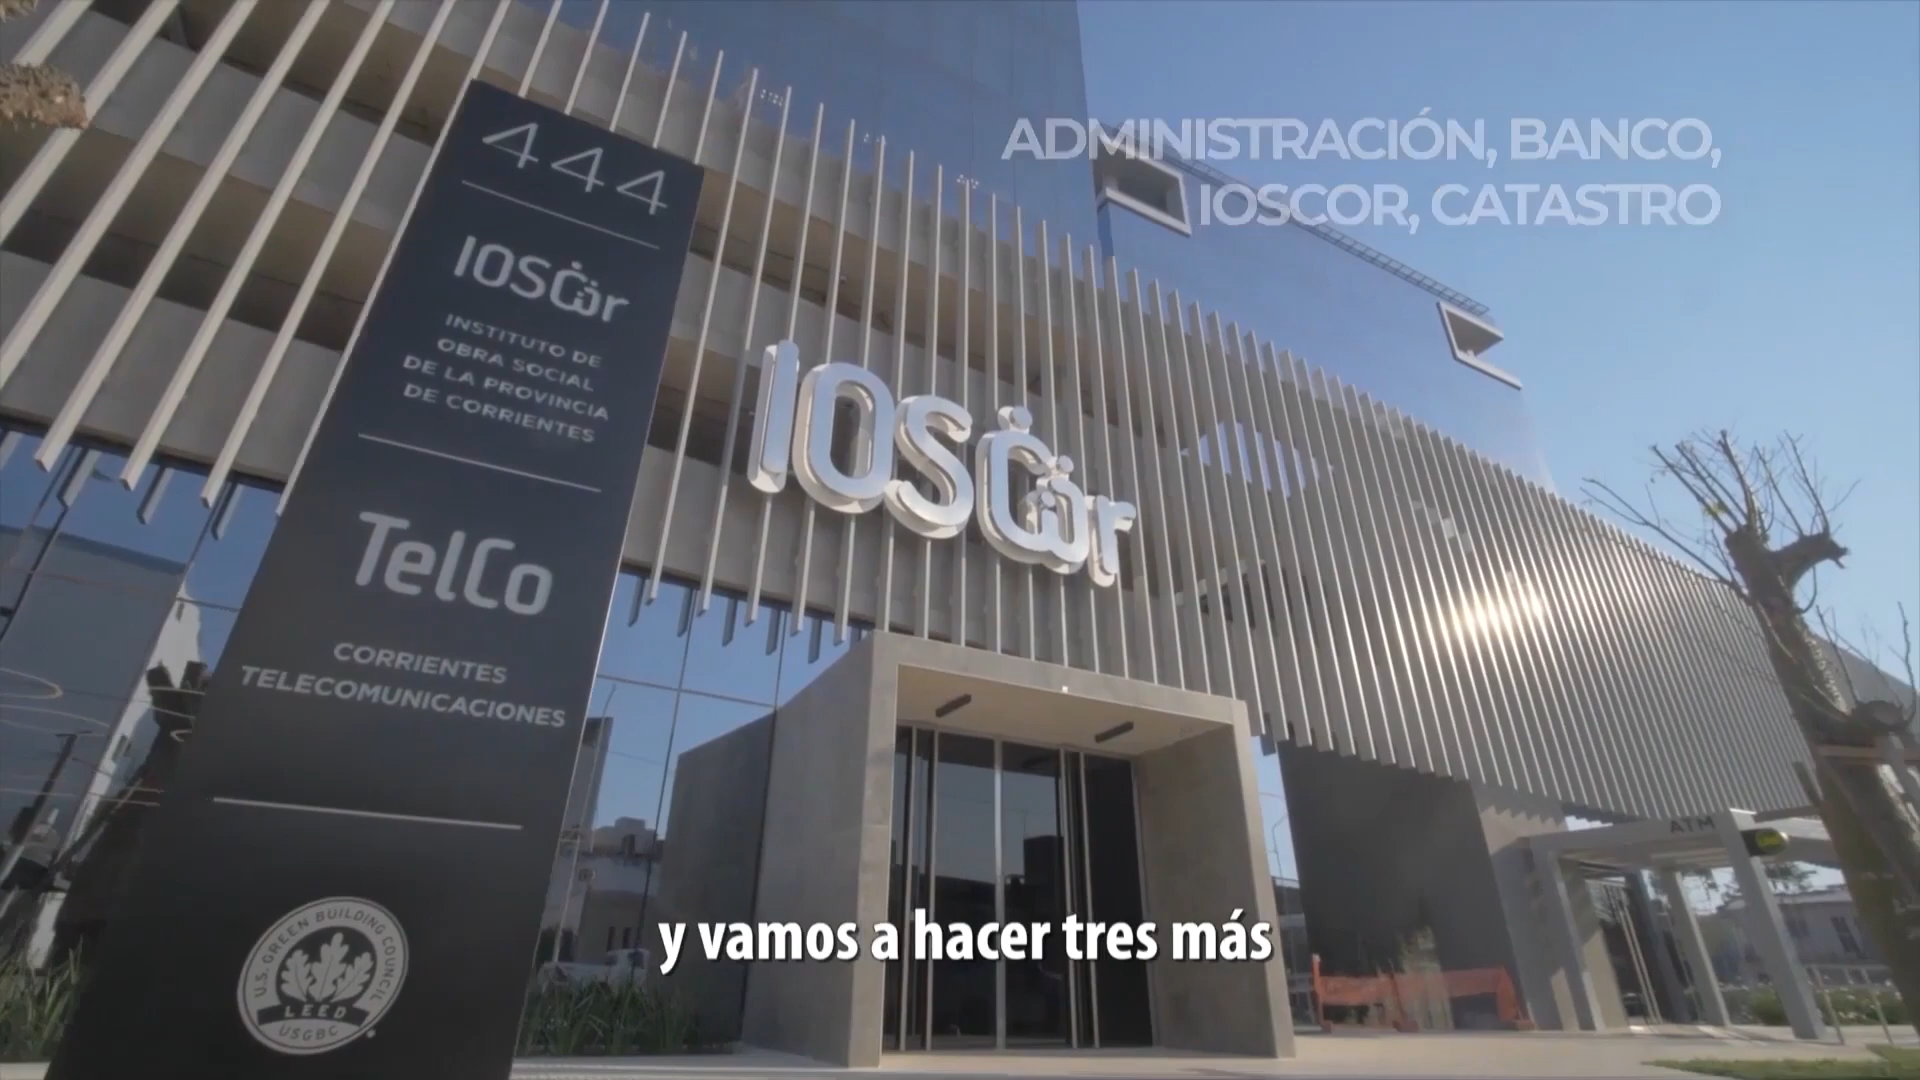 ADMINISTRACIÓN, BANCO,
IOSCOR, CATASTRO
444
IOSCor
INSTITUTO DE
OBRA SOCIAL
DE LA PROVINCIA
DE CORRIENTES
TelCo
CORRIENTES
TELECOMUNICACIONES
U.S. GREEN BUILDING COUNCIL
LEED
USGBC
IOSCor
ATM
y vamos a hacer tres más